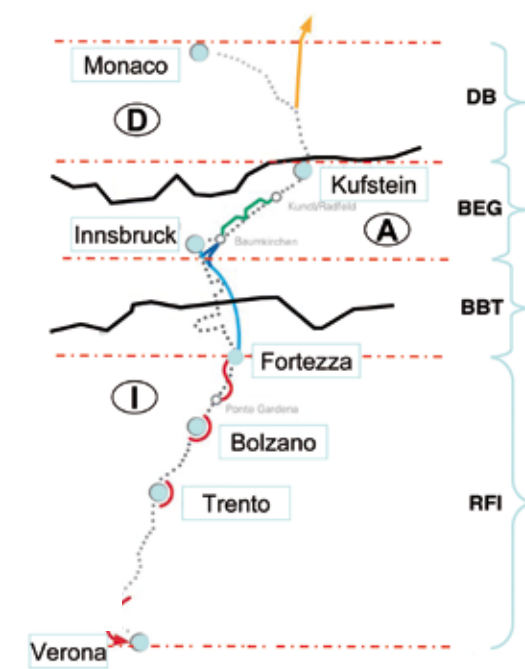 Monaco
DB
D
Kufstein
BEG
Kundl/Radfeld
A
Innsbruck
Baumkirchen
BBT
Fortezza
I
Ponte Gardena
Bolzano
Trento
RFI
Verona